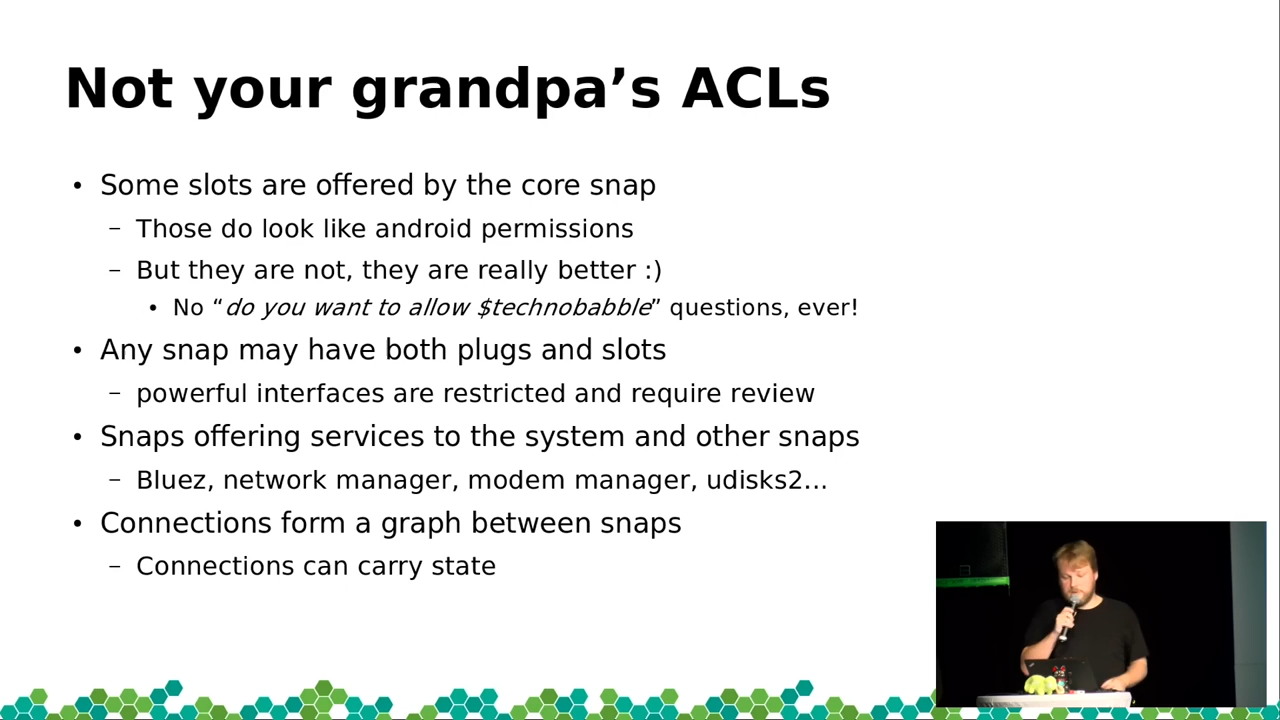 Not your grandpa’s ACLs
• Some slots are offered by the core snap
– Those do look like android permissions
– But they are not, they are really better :)
• No “do you want to allow $technobabble” questions, ever!
• Any snap may have both plugs and slots
– powerful interfaces are restricted and require review
• Snaps offering services to the system and other snaps
– Bluez, network manager, modem manager, udisks2...
• Connections form a graph between snaps
– Connections can carry state